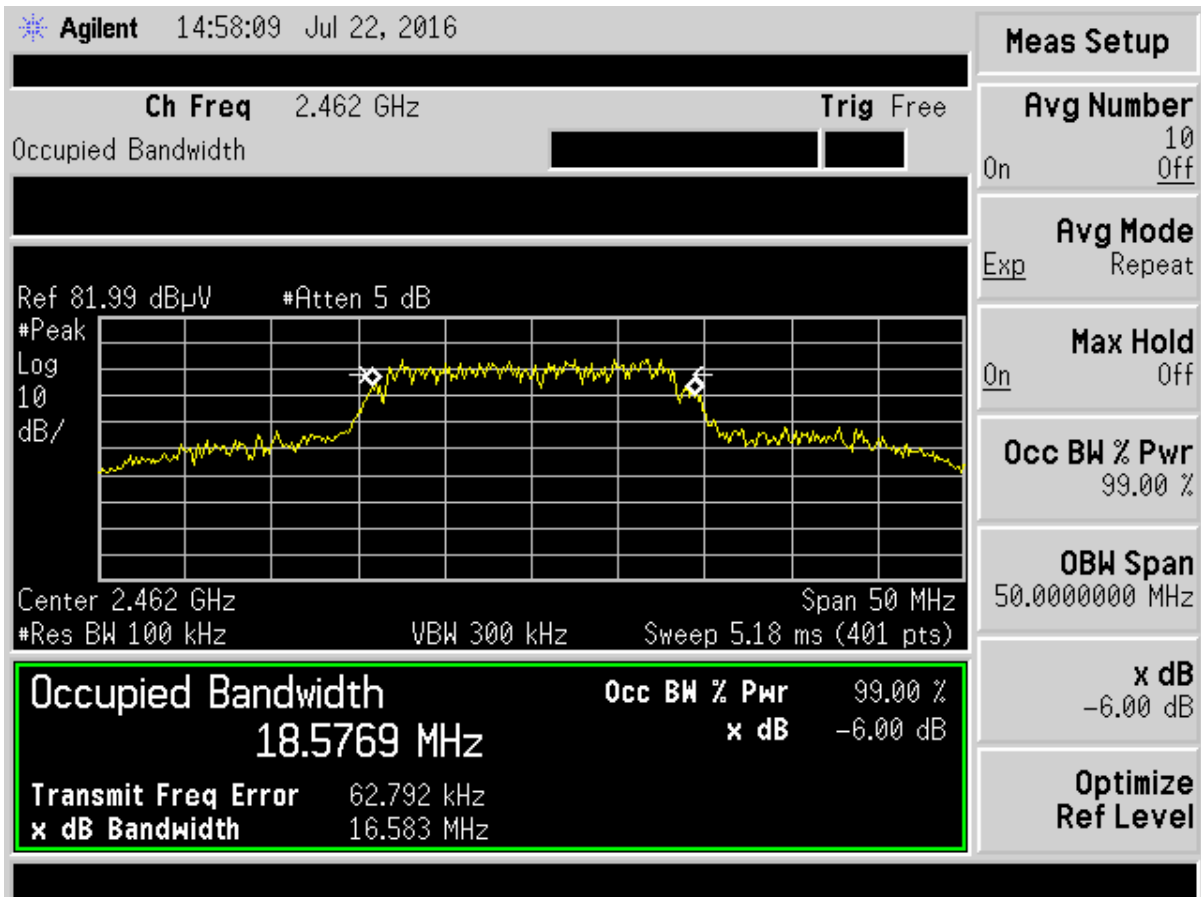 Agilent 14:58:09 Jul 22, 2016
Ch Freq 2.462 GHz Trig Free
Occupied Bandwidth
Ref 81.99 dBµV #Atten 5 dB
#Peak
Log
10
dB/
Center 2.462 GHz Span 50 MHz
#Res BW 100 kHz VBW 300 kHz Sweep 5.18 ms (401 pts)
Occupied Bandwidth Occ BW % Pwr 99.00 %
18.5769 MHz x dB -6.00 dB
Transmit Freq Error 62.792 kHz
x dB Bandwidth 16.583 MHz
Meas Setup
Avg Number
10
On Off
Avg Mode
Exp Repeat
Max Hold
On Off
Occ BW % Pwr
99.00 %
OBW Span
50.0000000 MHz
x dB
-6.00 dB
Optimize
Ref Level